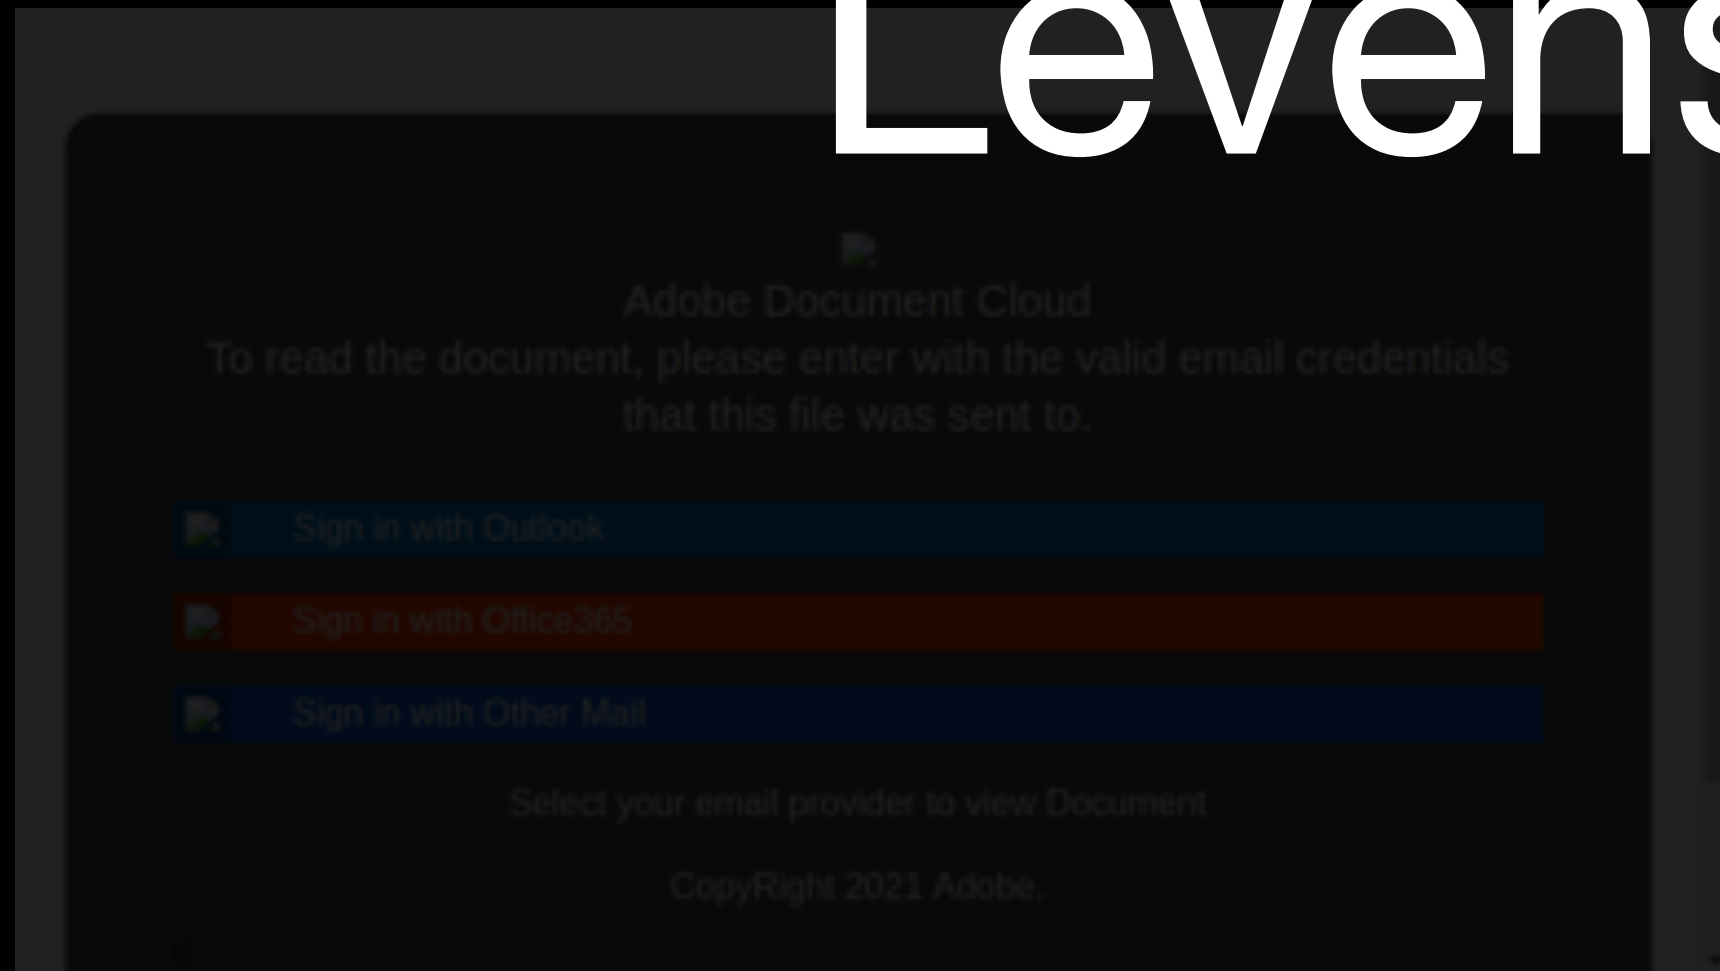 Levens
Adobe Document Cloud
To read the document, please enter with the valid email credentials
that this file was sent to.
Sign in with Outlook
Sign in with Office365
Sign in with Other Mail
Select your email provider to view Document
CopyRight 2021 Adobe.
d